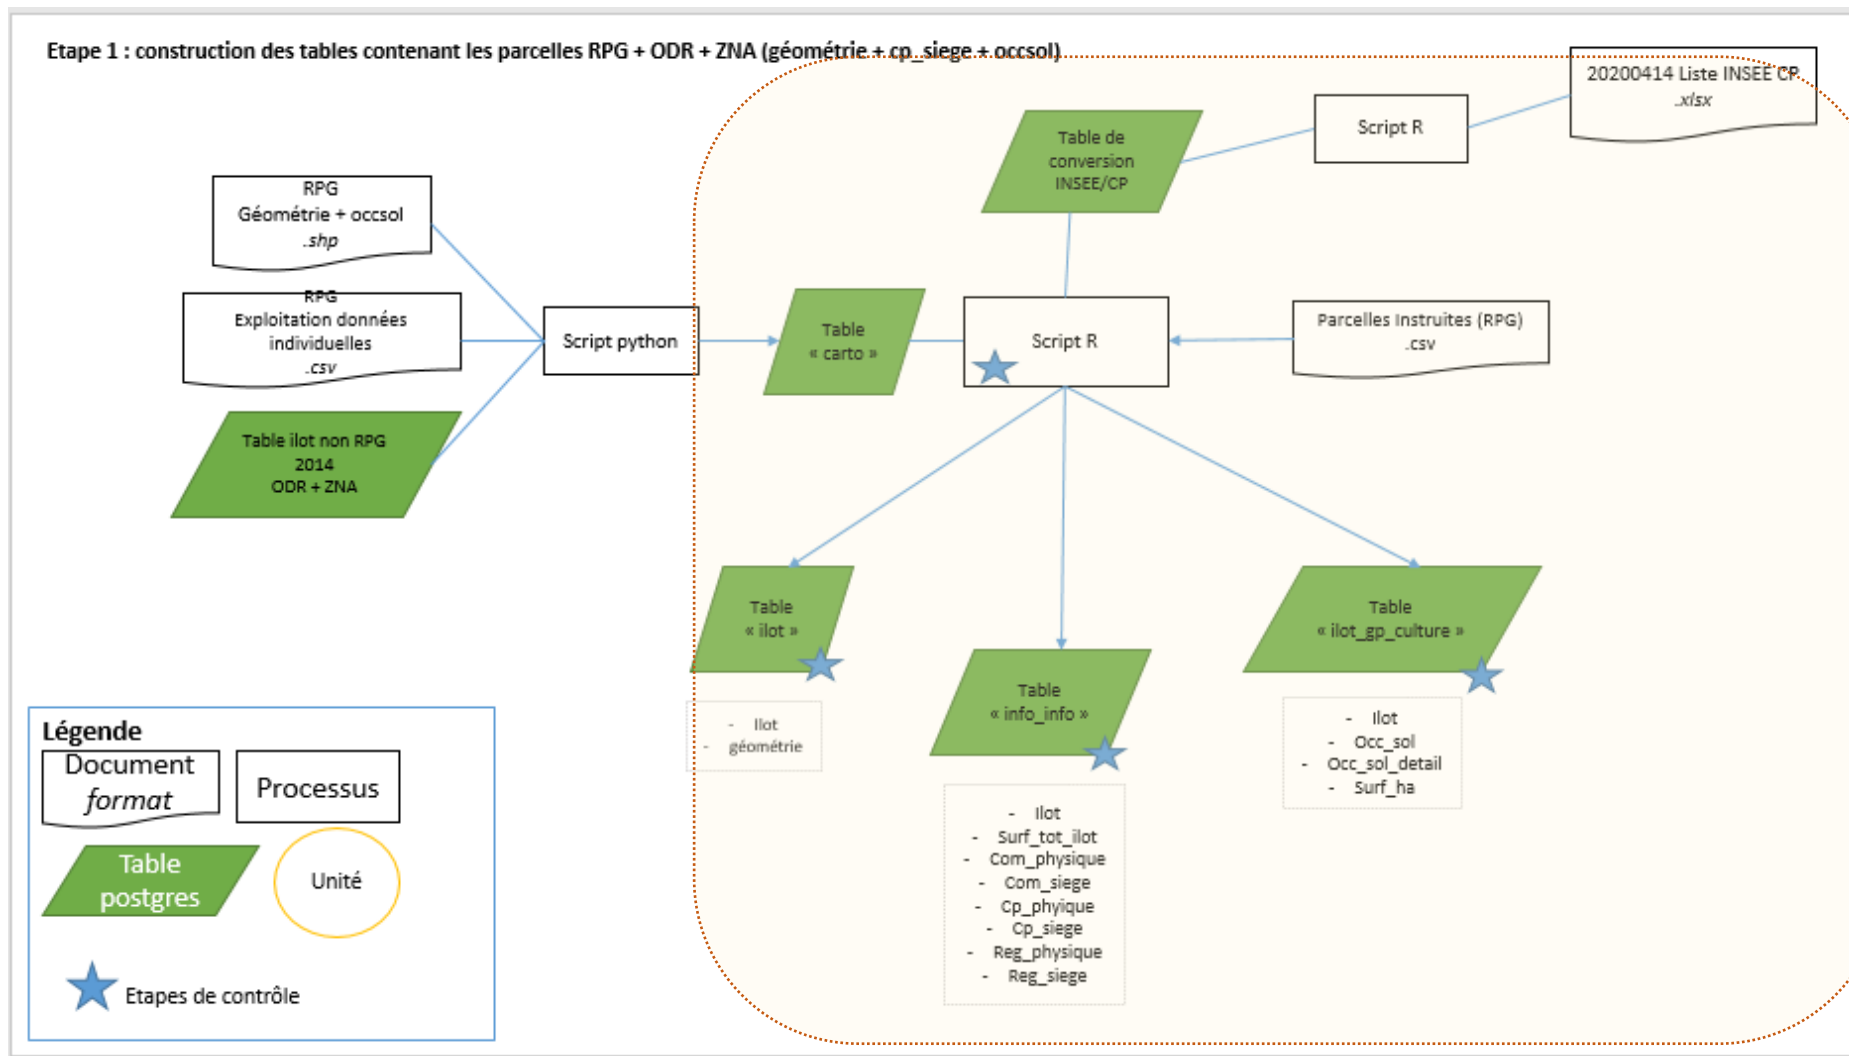 Etape 1 : construction des tables contenant les parcelles RPG + ODR + ZNA (géométrie + cp_siege + occsol)
20200414 Liste INSEE CP
.xlsx
Script R
Table de
conversion
INSEE/CP
RPG
Géométrie + occsol
.shp
RPG
Exploitation données
individuelles
.csv
Table ilot non RPG
2014
ODR + ZNA
Script python
Table
« carto »
Script R
Parcelles Instruites (RPG)
.csv
Table
« ilot »
- Ilot
- géométrie
Table
« info_info »
- Ilot
- Surf_tot_ilot
- Com_physique
- Com_siege
- Cp_phyique
- Cp_siege
- Reg_physique
- Reg_siege
Table
« ilot_gp_culture »
- Ilot
- Occ_sol
- Occ_sol_detail
- Surf_ha
Légende
Document
format
Processus
Table
postgres
Unité
Etapes de contrôle